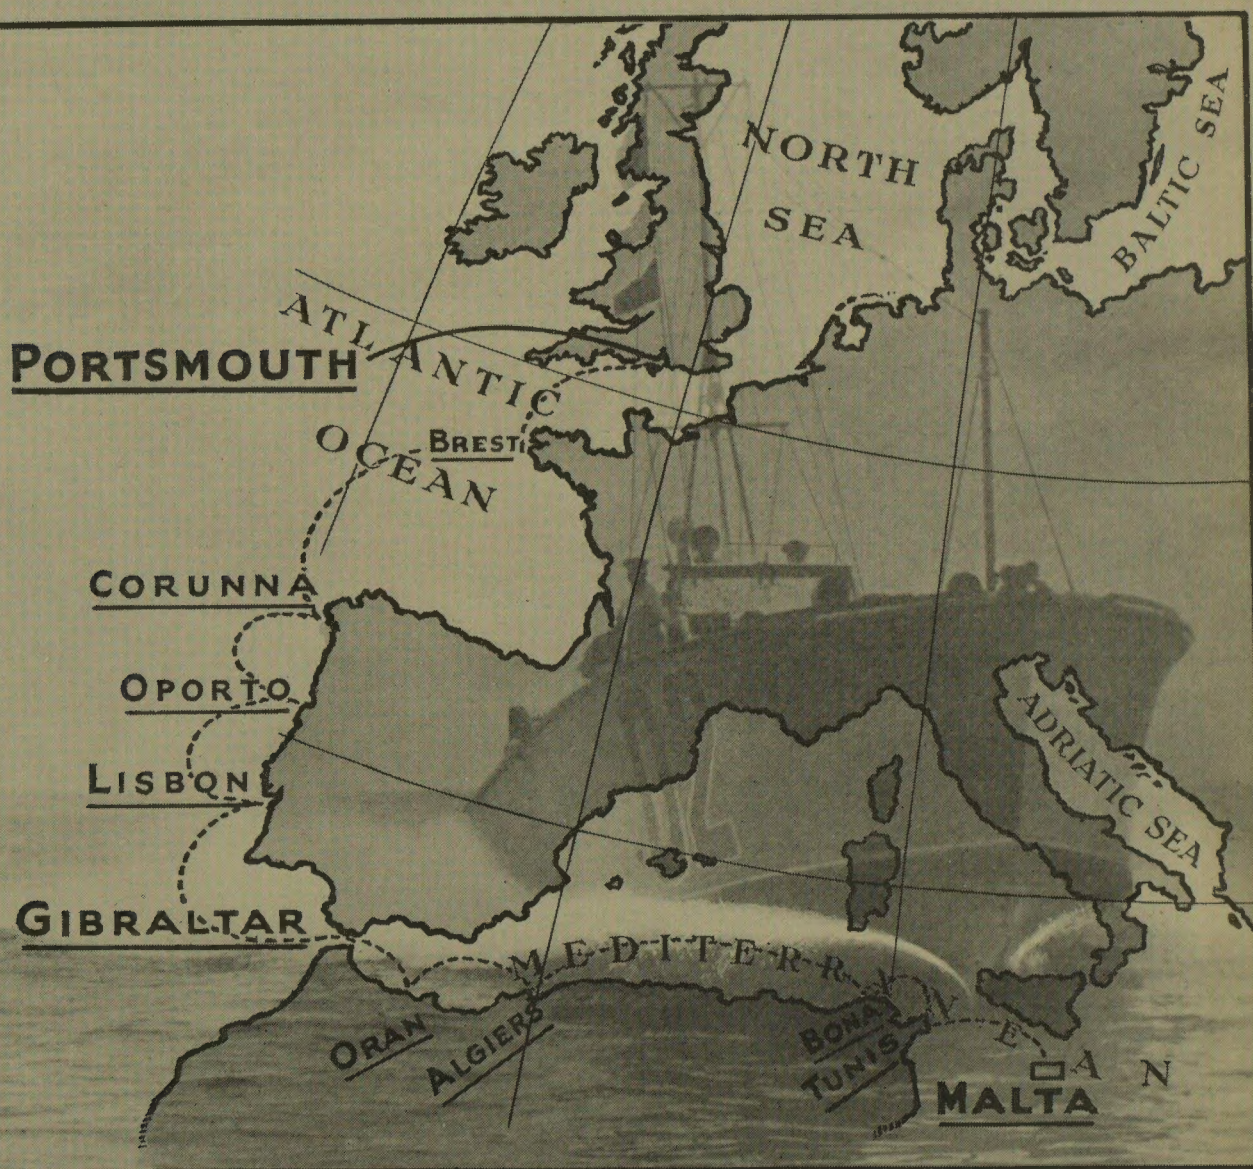 NORTH
SEA
BALTIC SEA
ATLANTIC
OCEAN
PORTSMOUTH
BREST
CORUNNA
OPORTO
LISBON
GIBRALTAR
ADRIATIC SEA
MEDITERRANEAN
ORAN
ALGIERS
BONA
TUNIS
MALTA